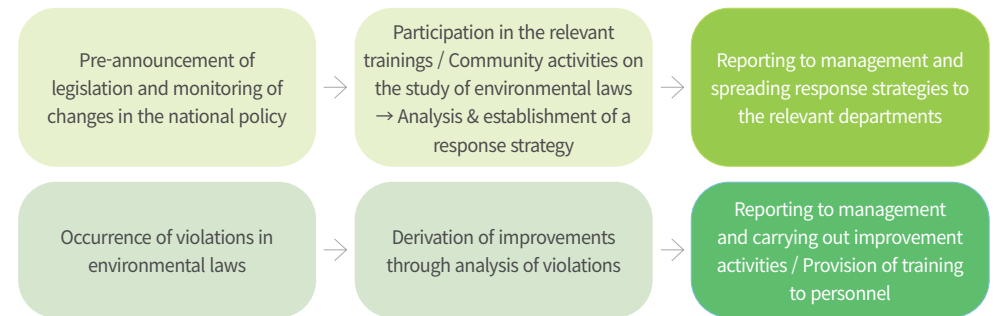 Pre-announcement of
legislation and monitoring of
changes in the national policy
Participation in the relevant
trainings / Community activities on
the study of environmental laws
→ Analysis & establishment of a
response strategy
Reporting to management and
spreading response strategies to
the relevant departments
Occurrence of violations in
environmental laws
Derivation of improvements
through analysis of violations
Reporting to management
and carrying out improvement
activities / Provision of training
to personnel